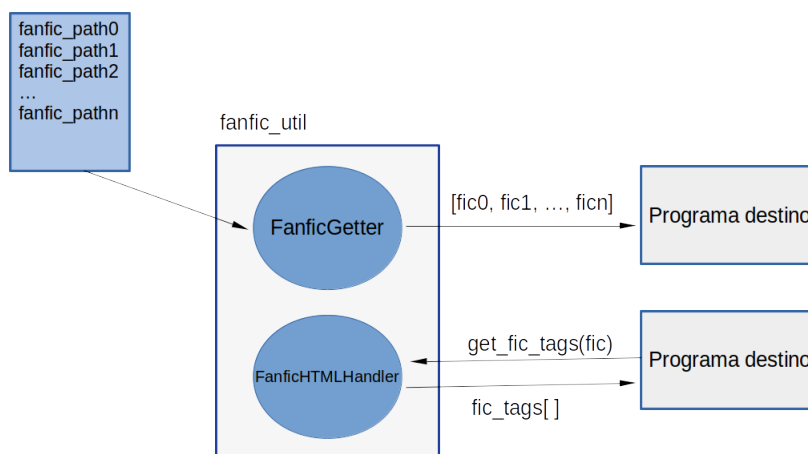 fanfic_path0
fanfic_path1
fanfic_path2
…
fanfic_pathn
fanfic_util
FanficGetter
[fic0, fic1, …, ficn]
Programa destino
get_fic_tags(fic)
FanficHTMLHandler
Programa destino
fic_tags[ ]